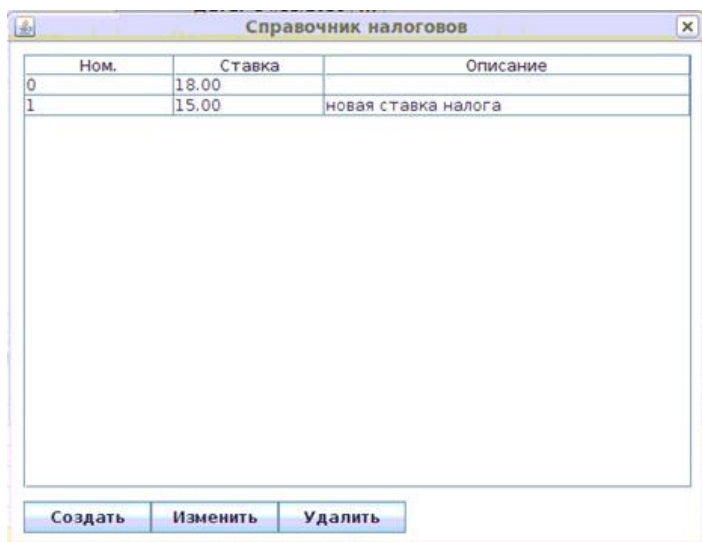 Справочник налоговов
Ном. Ставка Описание
0 18.00
1 15.00 новая ставка налога
Создать Изменить Удалить